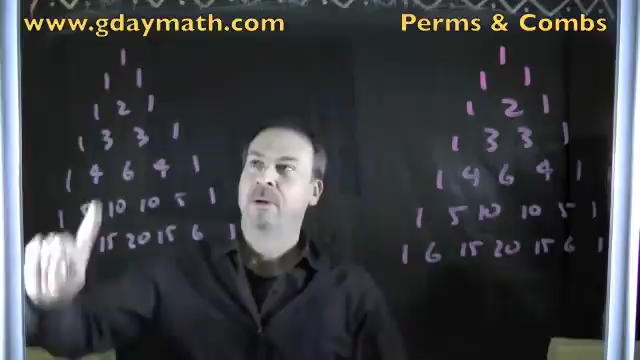 www.gdaymath.com
Perms & Combs
1
1 1
1 2 1
1 3 3 1
1 4 6 4 1
1 5 10 10 5 1
15 20 15 6 1
1
1 1
1 2 1
1 3 3 1
1 4 6 4 1
1 5 10 10 5 1
1 6 15 20 15 6 1